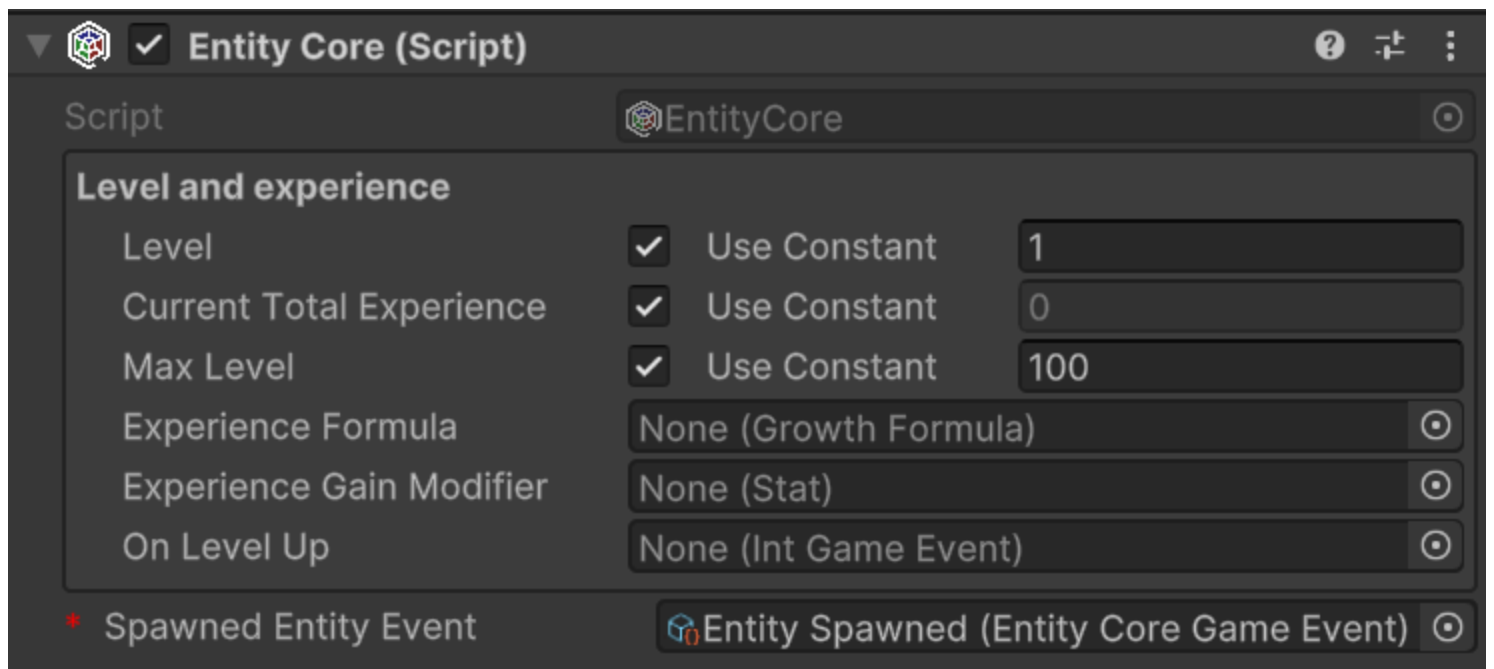 Entity Core (Script)
Script EntityCore
Level and experience
Level Use Constant 1
Current Total Experience Use Constant 0
Max Level Use Constant 100
Experience Formula None (Growth Formula)
Experience Gain Modifier None (Stat)
On Level Up None (Int Game Event)
* Spawned Entity Event Entity Spawned (Entity Core Game Event)